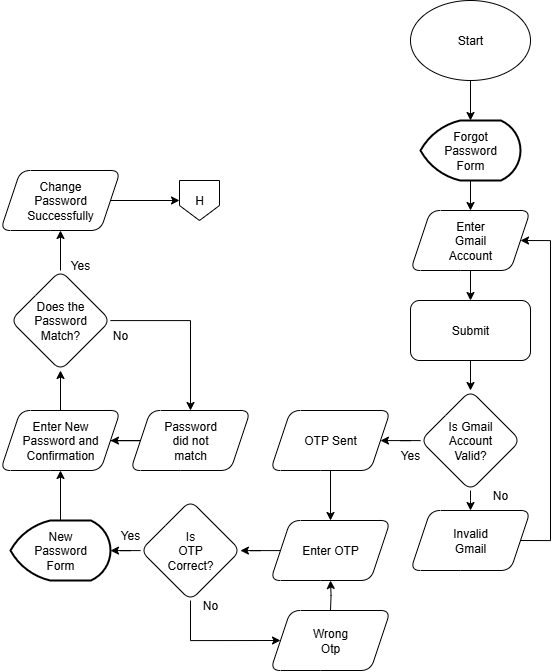 Start
Forgot
Password
Form
Enter
Gmail
Account
Submit
Is Gmail
Account
Valid?
Yes
No
Invalid
Gmail
OTP Sent
Enter OTP
Is
OTP
Correct?
Yes
No
Wrong
Otp
New
Password
Form
Enter New
Password and
Confirmation
Does the
Password
Match?
Yes
No
Password
did not
match
Change
Password
Successfully
H